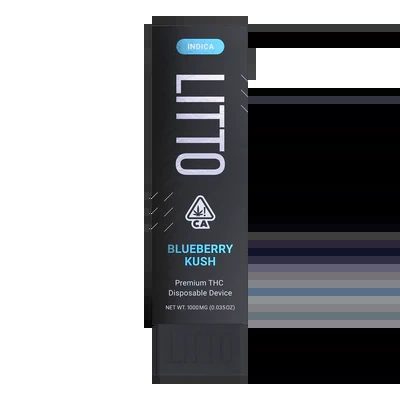 INDICA
LITTO
CA
BLUEBERRY
KUSH
Premium THC
Disposable Device
NET WT. 1000MG (0.035OZ)